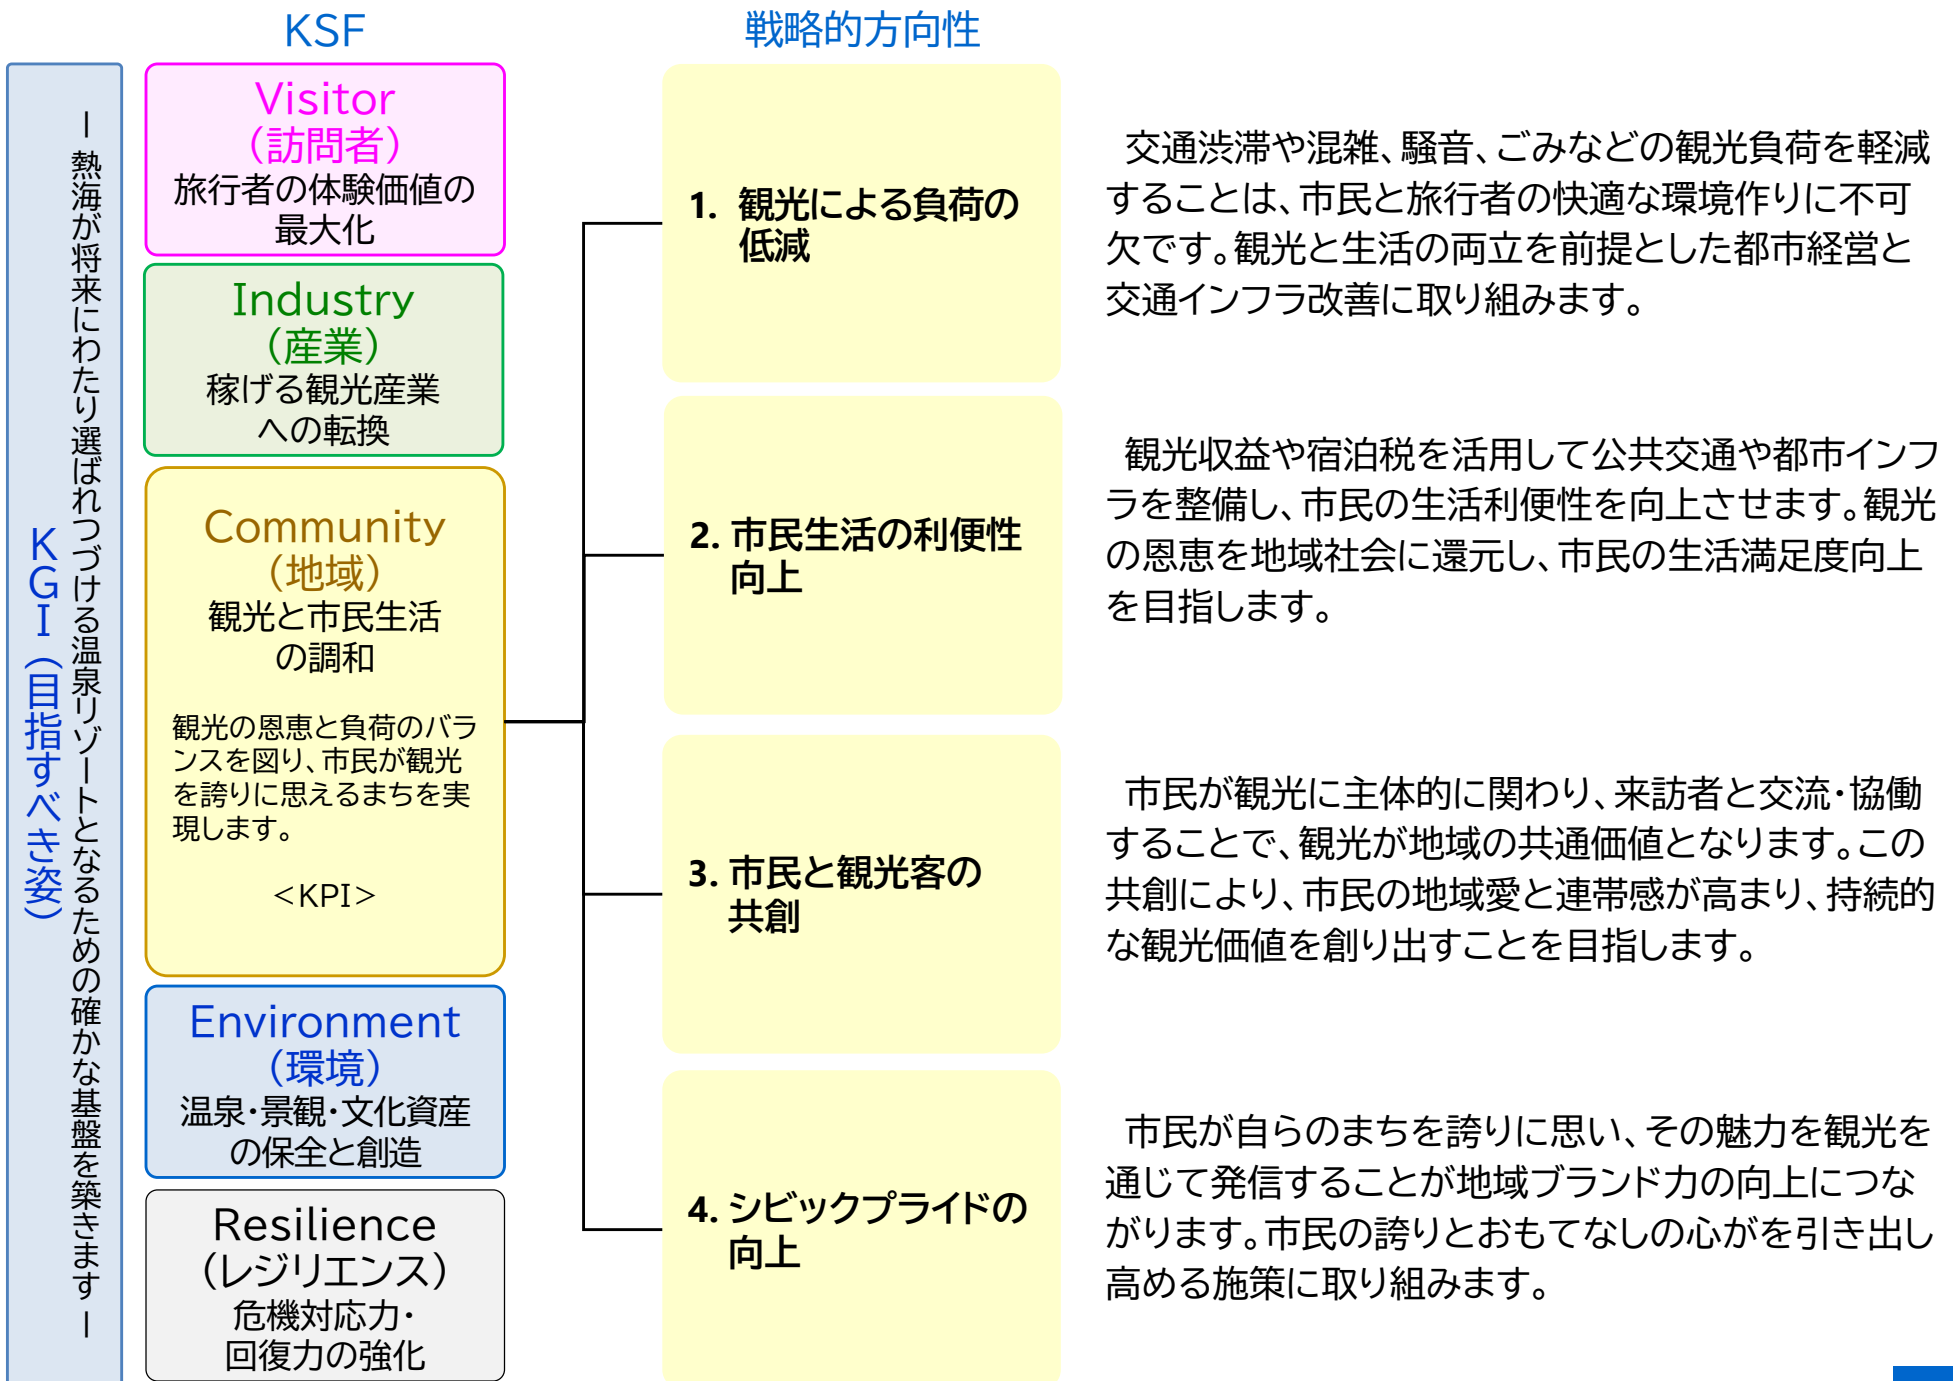 KSF
戦略的方向性
KGI（目指すべき姿）
ー 熱海が将来にわたり選ばれつづける温泉リゾートとなるための確かな基盤を築きます ー
Visitor
（訪問者）
旅行者の体験価値の
最大化
Industry
（産業）
稼げる観光産業
への転換
Community
（地域）
観光と市民生活
の調和
観光の恩恵と負荷のバラ
ンスを図り、市民が観光
を誇りに思えるまちを実
現します。
＜KPI＞
Environment
（環境）
温泉・景観・文化資産
の保全と創造
Resilience
（レジリエンス）
危機対応力・
回復力の強化
1. 観光による負荷の
低減
交通渋滞や混雑、騒音、ごみなどの観光負荷を軽減
することは、市民と旅行者の快適な環境作りに不可
欠です。観光と生活の両立を前提とした都市経営と
交通インフラ改善に取り組みます。
2. 市民生活の利便性
向上
観光収益や宿泊税を活用して公共交通や都市インフ
ラを整備し、市民の生活利便性を向上させます。観光
の恩恵を地域社会に還元し、市民の生活満足度向上
を目指します。
3. 市民と観光客の
共創
市民が観光に主体的に関わり、来訪者と交流・協働
することで、観光が地域の共通価値となります。この
共創により、市民の地域愛と連帯感が高まり、持続的
な観光価値を創り出すことを目指します。
4. シビックプライドの
向上
市民が自らのまちを誇りに思い、その魅力を観光を
通じて発信することが地域ブランド力の向上につな
がります。市民の誇りとおもてなしの心がを引き出し
高める施策に取り組みます。